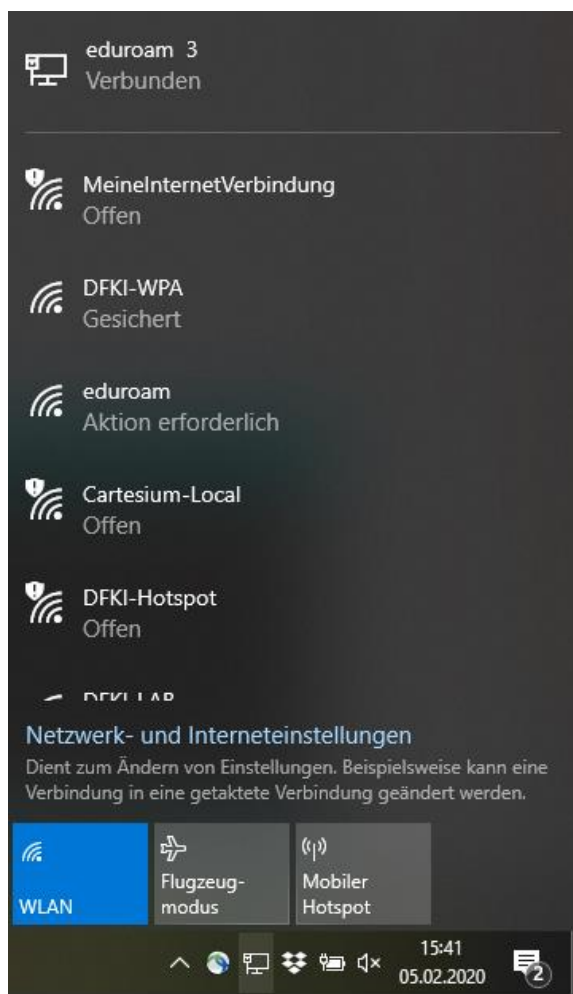 eduroam 3
Verbunden
MeineInternetVerbindung
Offen
DFKI-WPA
Gesichert
eduroam
Aktion erforderlich
Cartesium-Local
Offen
DFKI-Hotspot
Offen
DFKI-LAB
Netzwerk- und Interneteinstellungen
Dient zum Ändern von Einstellungen. Beispielsweise kann eine
Verbindung in eine getaktete Verbindung geändert werden.
WLAN
Flugzeug-
modus
Mobiler
Hotspot
15:41
05.02.2020
2